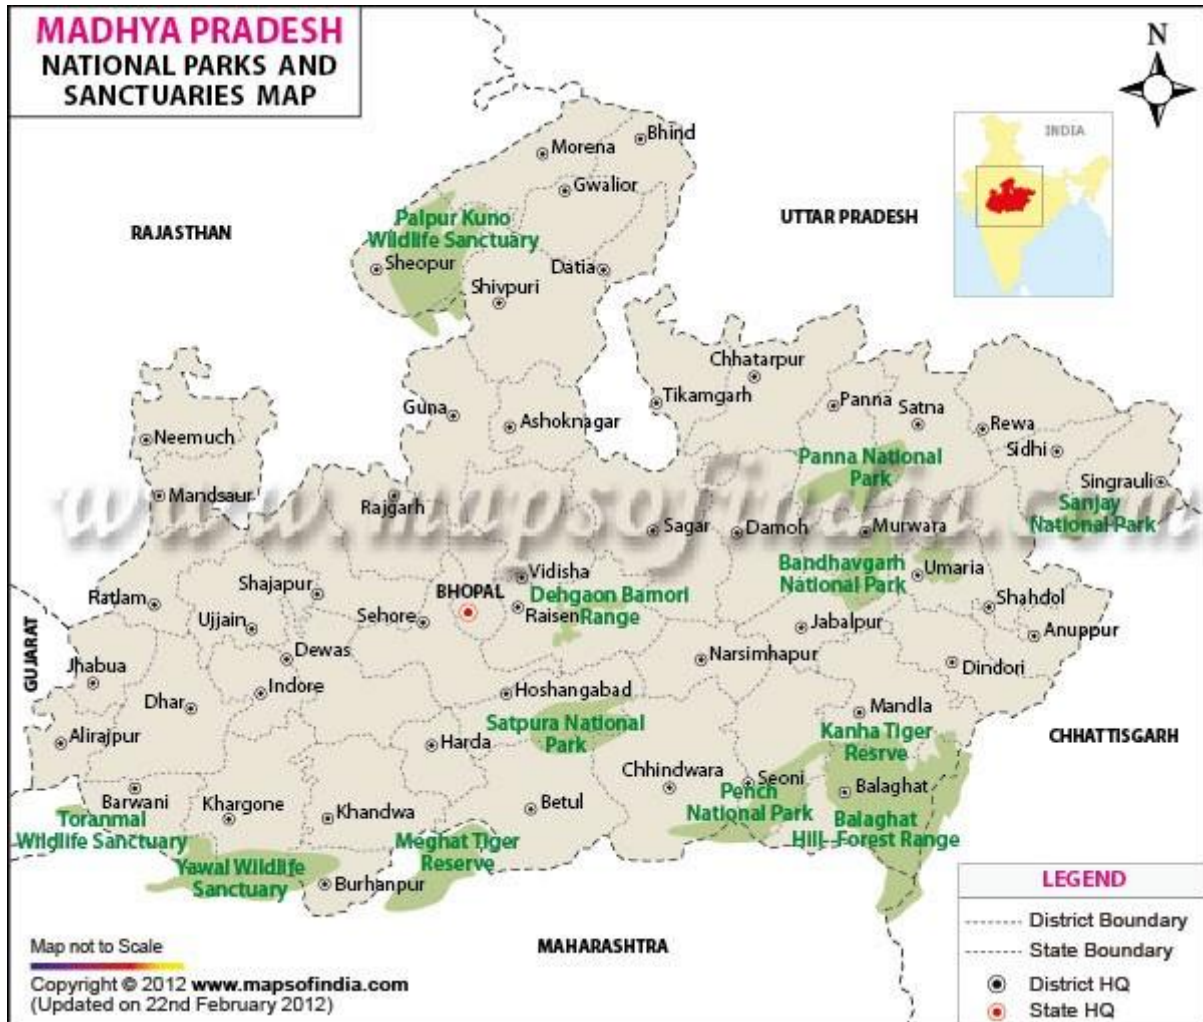 MADHYA PRADESH
NATIONAL PARKS AND
SANCTUARIES MAP
N
INDIA
Bhind
Morena
Gwalior
UTTAR PRADESH
RAJASTHAN
Palpur Kuno
Wildlife Sanctuary
Sheopur
Datia
Shivpuri
Chhatarpur
Tikamgarh
Panna
Satna
Guna
Ashoknagar
Rewa
Neemuch
Sidhi
Panna National
Park
Singrauli
Mandsaur
Rajgarh
Sanjay
National Park
www.mapsofindia.com
Sagar
Damoh
Murwara
Bandhavgarh
National Park
Umaria
Vidisha
Shajapur
BHOPAL
Dehgaon Bamori
Range
Ratlam
Raisen
Shahdol
Ujjain
Sehore
Jabalpur
Anuppur
GUJARAT
Dewas
Narsimhapur
Dindori
Jhabua
Indore
Hoshangabad
Dhar
Mandla
Satpura National
Park
Kanha Tiger
Resrve
CHHATTISGARH
Alirajpur
Harda
Chhindwara
Seoni
Balaghat
Pench
National Park
Barwani
Khargone
Khandwa
Betul
Toranmal
Wildlife Sanctuary
Balaghat
Hill Forest Range
Meghat Tiger
Reserve
Yawal Wildlife
Sanctuary
Burhanpur
MAHARASHTRA
LEGEND
District Boundary
State Boundary
District HQ
State HQ
Map not to Scale
Copyright © 2012 www.mapsofindia.com
(Updated on 22nd February 2012)